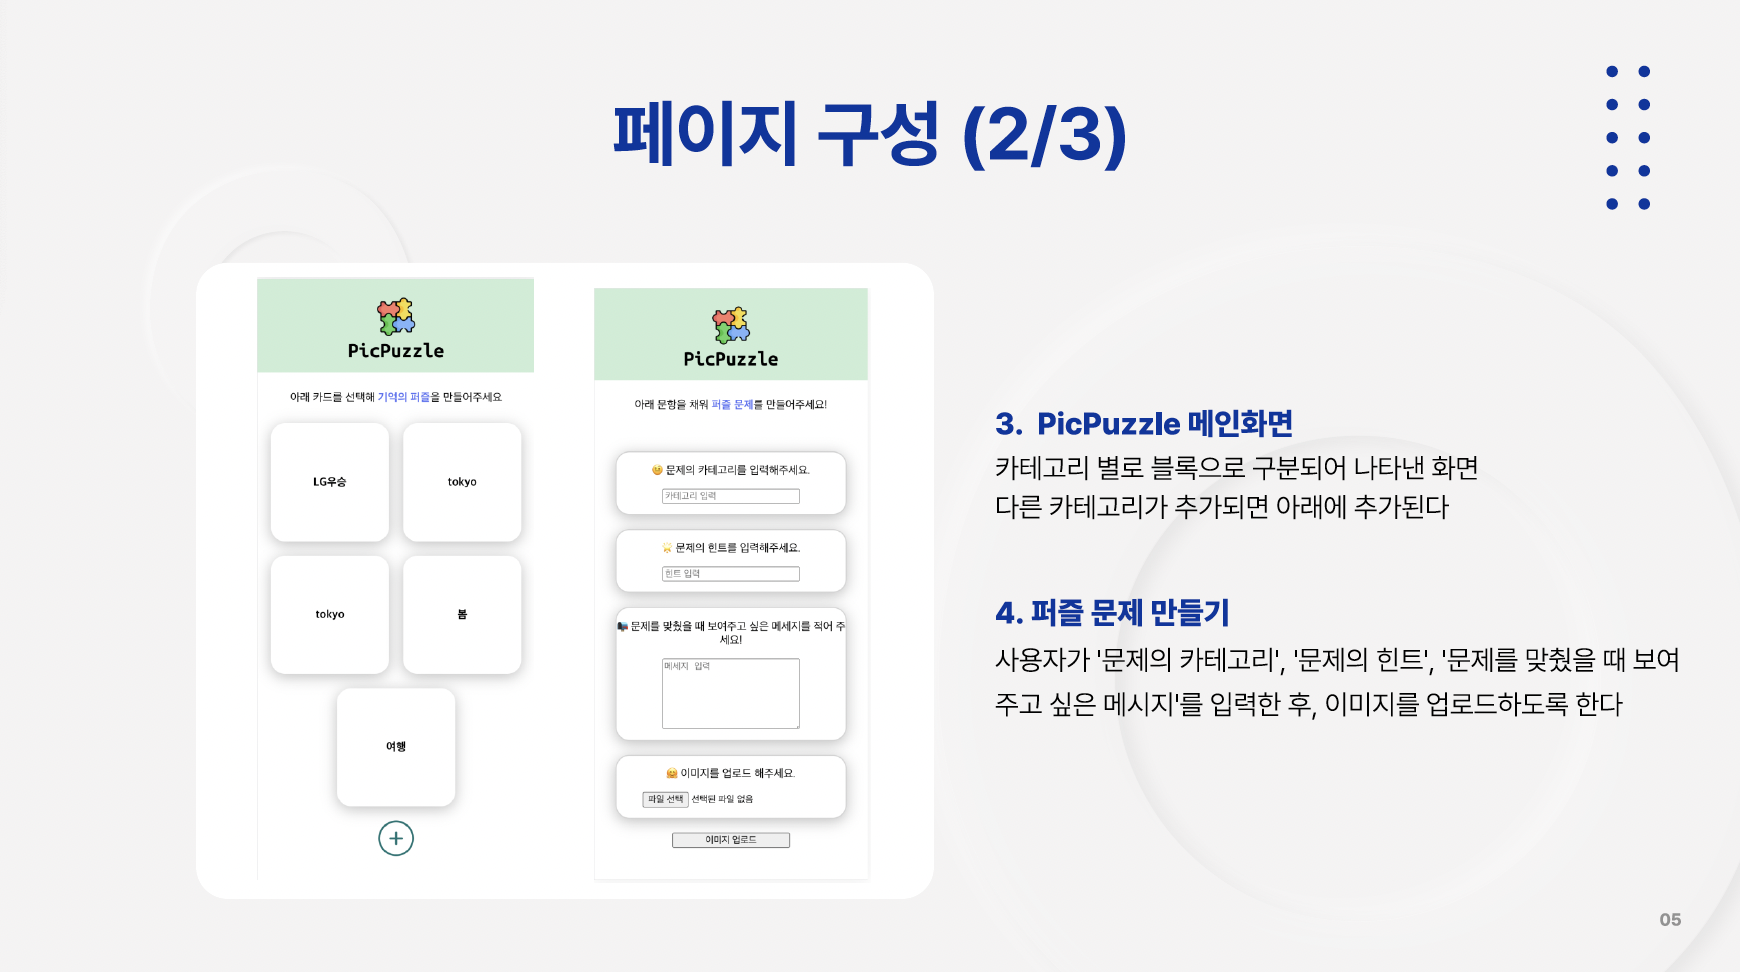 페이지 구성 (2/3)
PicPuzzle
아래 카드를 선택해 기억의 퍼즐을 만들어주세요
LG우승
tokyo
tokyo
봄
여행
PicPuzzle
아래 문항을 채워 퍼즐 문제를 만들어주세요!
문제의 카테고리를 입력해주세요.
카테고리 입력
문제의 힌트를 입력해주세요.
힌트 입력
문제를 맞췄을 때 보여주고 싶은 메세지를 적어 주
세요!
메세지 입력
이미지를 업로드 해주세요.
파일 선택 선택된 파일 없음
이미지 업로드
3. PicPuzzle 메인화면
카테고리 별로 블록으로 구분되어 나타낸 화면
다른 카테고리가 추가되면 아래에 추가된다
4. 퍼즐 문제 만들기
사용자가 '문제의 카테고리', '문제의 힌트', '문제를 맞췄을 때 보여
주고 싶은 메시지'를 입력한 후, 이미지를 업로드하도록 한다
05